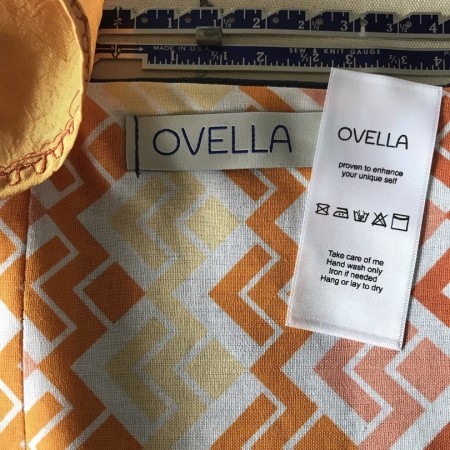 MADE IN U.S.A.
SEW & KNIT GAUGE
OVELLA
OVELLA
proven to enhance
your unique self
Take care of me
Hand wash only
Iron if needed
Hang or lay to dry